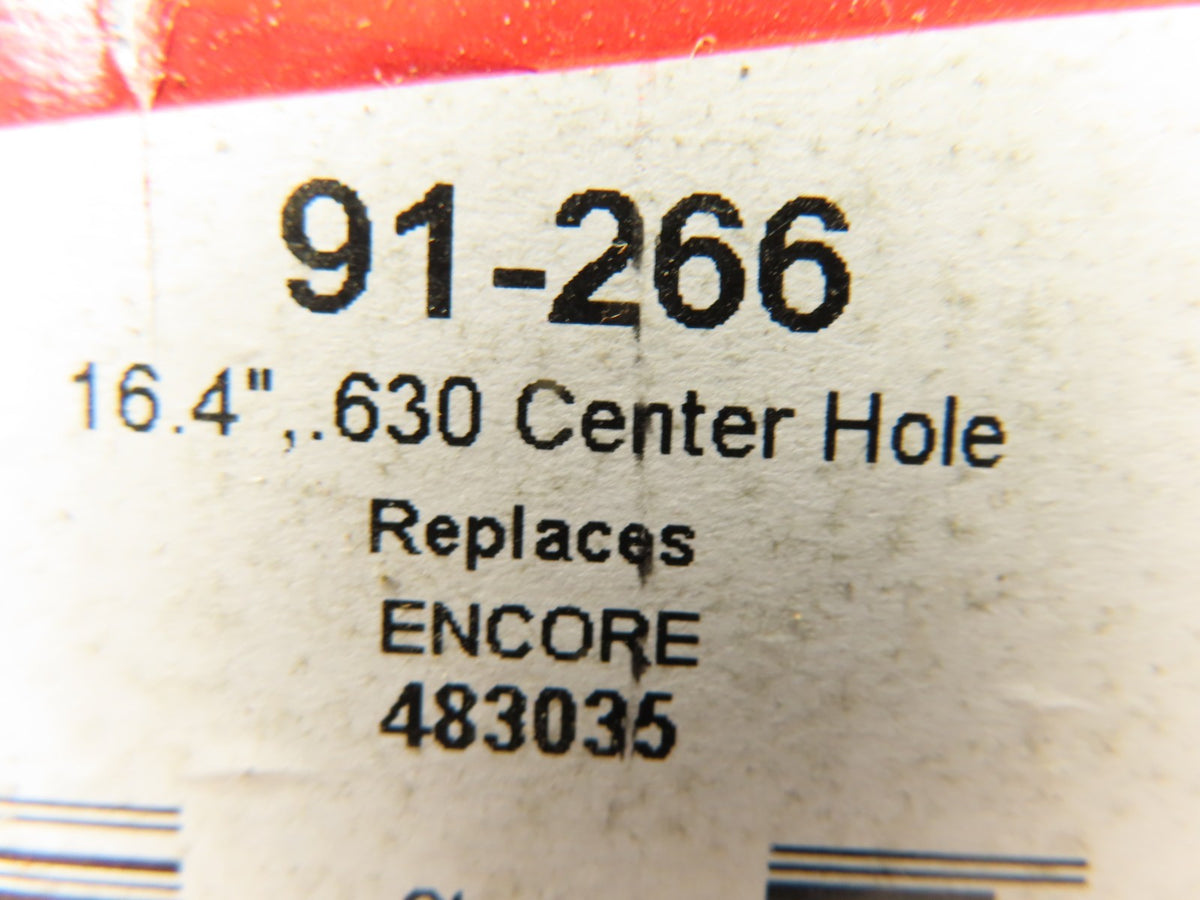 91-266
16.4",.630 Center Hole
Replaces
ENCORE
483035